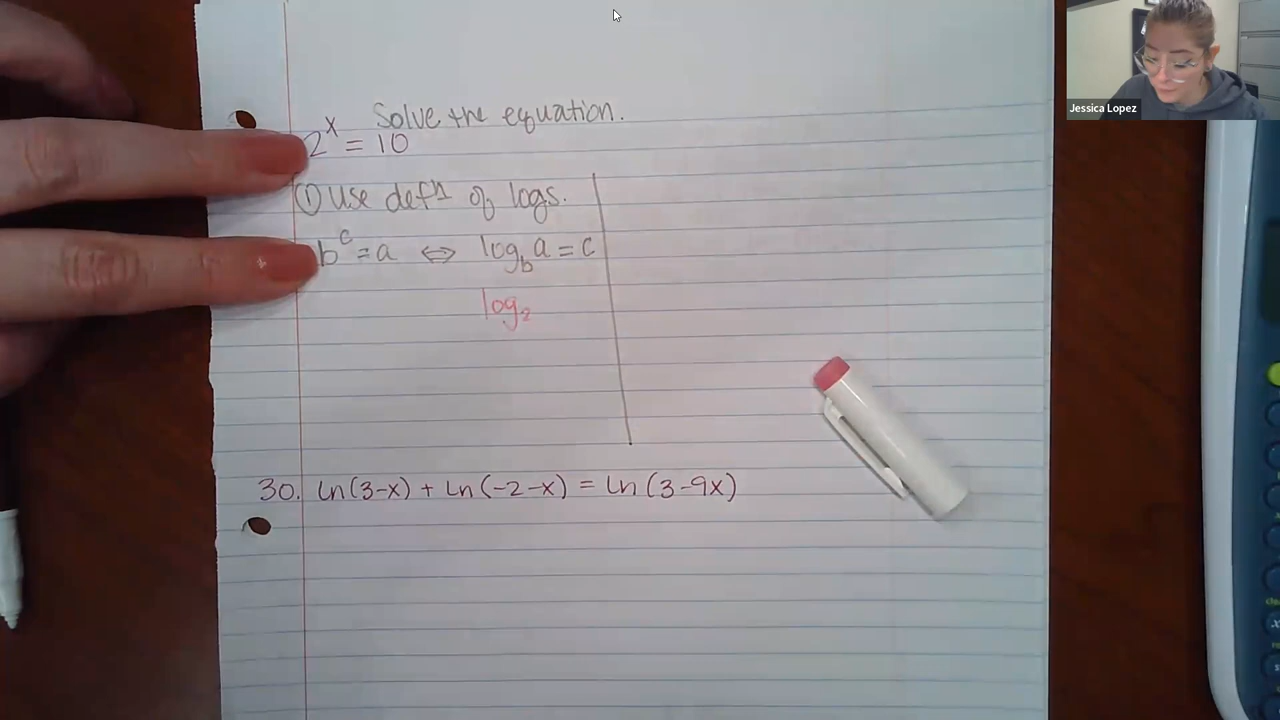 Solve the equation.
2^x = 10
① Use defⁿ of logs.
b^c = a ⇔ log_b a = c
log_2
30. ln(3-x) + ln(-2-x) = ln(3-9x)
Jessica Lopez